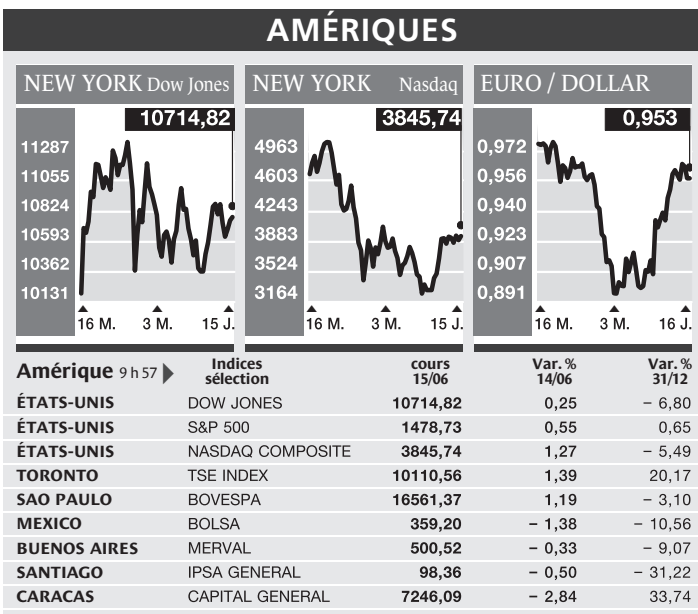 AMÉRIQUES
NEW YORK Dow Jones
10714,82
11287
11055
10824
10593
10362
10131
16 M. 3 M. 15 J.
NEW YORK Nasdaq
3845,74
4963
4603
4243
3883
3524
3164
16 M. 3 M. 15 J.
EURO / DOLLAR
0,953
0,972
0,956
0,940
0,923
0,907
0,891
16 M. 3 M. 16 J.
Amérique 9 h 57 Indices sélection cours 15/06 Var. % 14/06 Var. % 31/12
ÉTATS-UNIS DOW JONES 10714,82 0,25 – 6,80
ÉTATS-UNIS S&P 500 1478,73 0,55 0,65
ÉTATS-UNIS NASDAQ COMPOSITE 3845,74 1,27 – 5,49
TORONTO TSE INDEX 10110,56 1,39 20,17
SAO PAULO BOVESPA 16561,37 1,19 – 3,10
MEXICO BOLSA 359,20 – 1,38 – 10,56
BUENOS AIRES MERVAL 500,52 – 0,33 – 9,07
SANTIAGO IPSA GENERAL 98,36 – 0,50 – 31,22
CARACAS CAPITAL GENERAL 7246,09 – 2,84 33,74